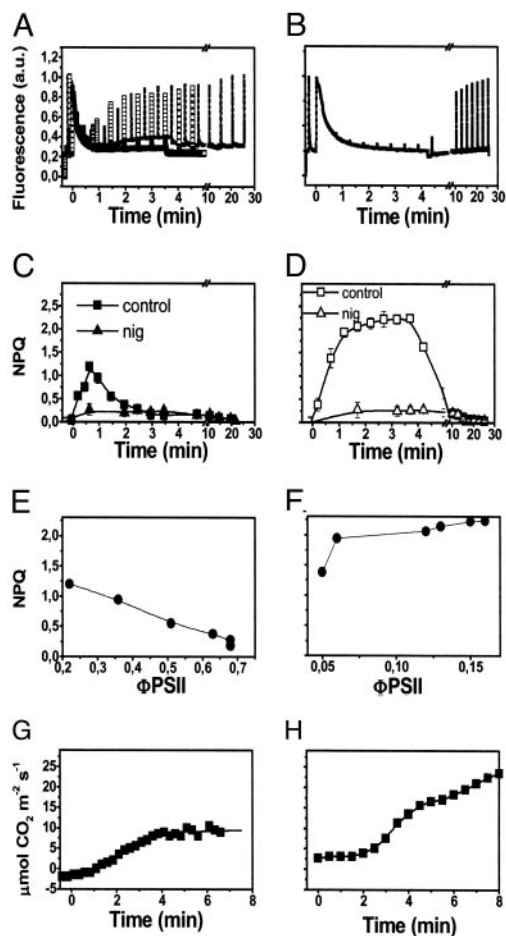 A
B
Fluorescence (a.u.)
1,2
1,0
0,8
0,6
0,4
0,2
0,0
0 1 2 3 4 10 20 30
Time (min)
0 1 2 3 4 10 20 30
Time (min)
C
D
NPQ
2,5
2,0
1,5
1,0
0,5
0,0
control
nig
control
nig
0 1 2 3 4 10 20 30
Time (min)
0 1 2 3 4 10 20 30
Time (min)
E
F
NPQ
2,0
1,5
1,0
0,5
0,0
0,2 0,3 0,4 0,5 0,6 0,7
ΦPSII
0,05 0,10 0,15
ΦPSII
G
H
μmol CO₂ m⁻² s⁻¹
25
20
15
10
5
0
-5
0 2 4 6 8
Time (min)
0 2 4 6 8
Time (min)